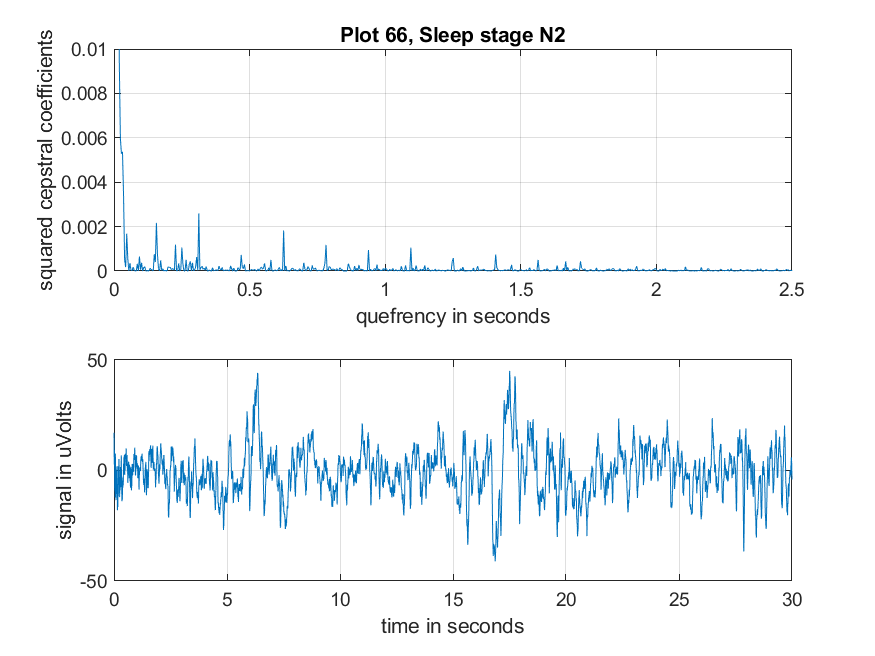 Plot 66, Sleep stage N2
squared cepstral coefficients
0.01
0.008
0.006
0.004
0.002
0
0 0.5 1 1.5 2 2.5
quefrency in seconds
signal in uVolts
50
0
-50
0 5 10 15 20 25 30
time in seconds